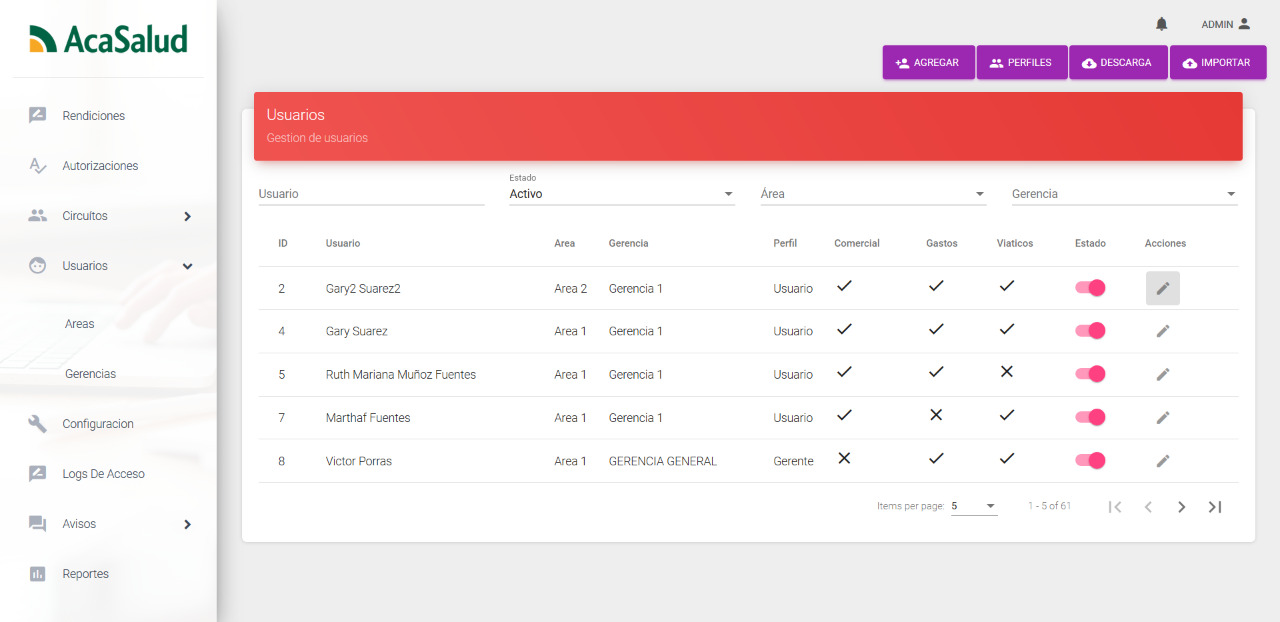 AcaSalud
Rendiciones
Autorizaciones
Circuitos
Usuarios
Areas
Gerencias
Configuracion
Logs De Acceso
Avisos
Reportes
ADMIN
AGREGAR PERFILES DESCARGA IMPORTAR
Usuarios
Gestion de usuarios
Estado
Usuario Activo Área Gerencia
ID Usuario Area Gerencia Perfil Comercial Gastos Viaticos Estado Acciones
2 Gary2 Suarez2 Area 2 Gerencia 1 Usuario
4 Gary Suarez Area 1 Gerencia 1 Usuario
5 Ruth Mariana Muñoz Fuentes Area 1 Gerencia 1 Usuario
7 Marthaf Fuentes Area 1 Gerencia 1 Usuario
8 Victor Porras Area 1 GERENCIA GENERAL Gerente
Items per page: 5 1 - 5 of 61